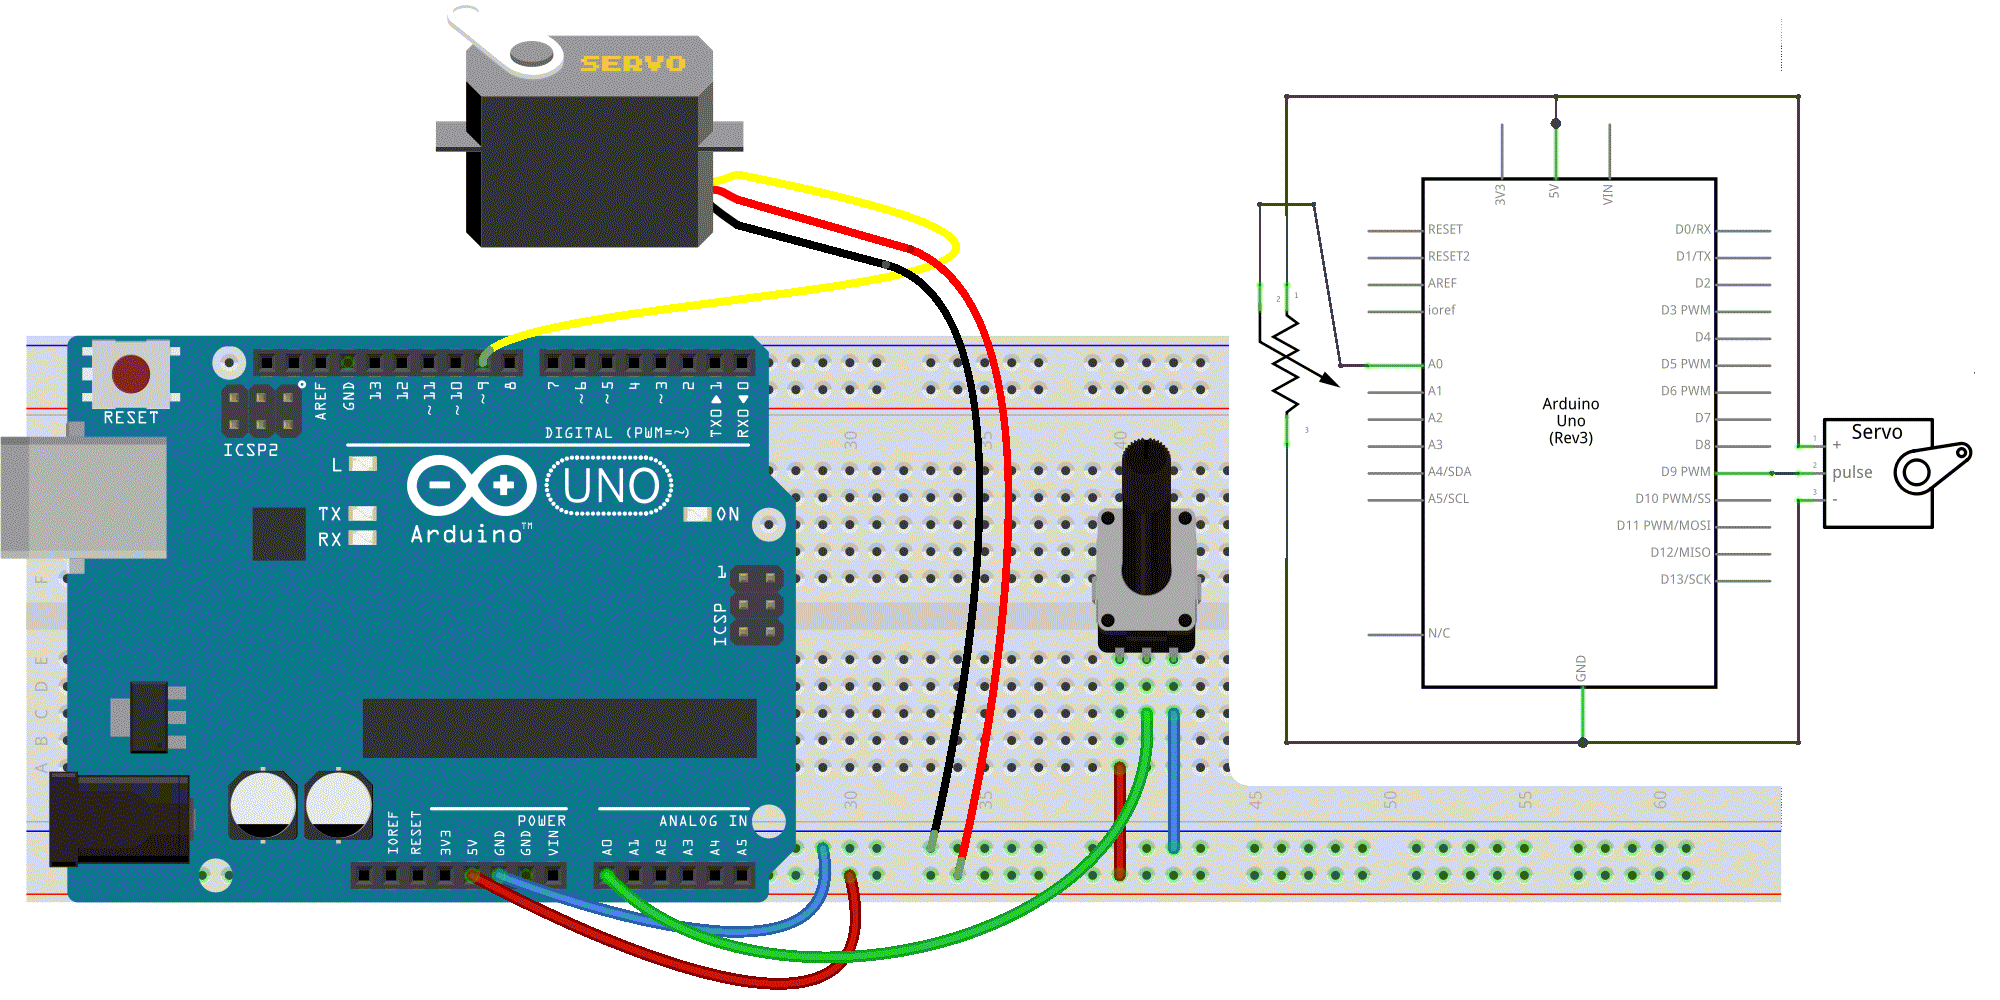 SERVO
RESET
ICSP2
AREF
GND
13
12
~11
~10
~9
8
7
~6
~5
4
~3
2
TX0 ▶ 1
RX0 ◀ 0
DIGITAL (PWM=~)
L
TX
RX
UNO
Arduino™
ON
1
ICSP
IOREF
RESET
3V3
5V
GND
GND
VIN
POWER
A0
A1
A2
A3
A4
A5
ANALOG IN
F
E
D
C
B
A
30
35
40
30
35
45
50
55
60
3V3
5V
VIN
RESET
RESET2
AREF
ioref
A0
A1
A2
A3
A4/SDA
A5/SCL
N/C
Arduino
Uno
(Rev3)
D0/RX
D1/TX
D2
D3 PWM
D4
D5 PWM
D6 PWM
D7
D8
D9 PWM
D10 PWM/SS
D11 PWM/MOSI
D12/MISO
D13/SCK
GND
2
1
3
Servo
1
+
2
pulse
3
-